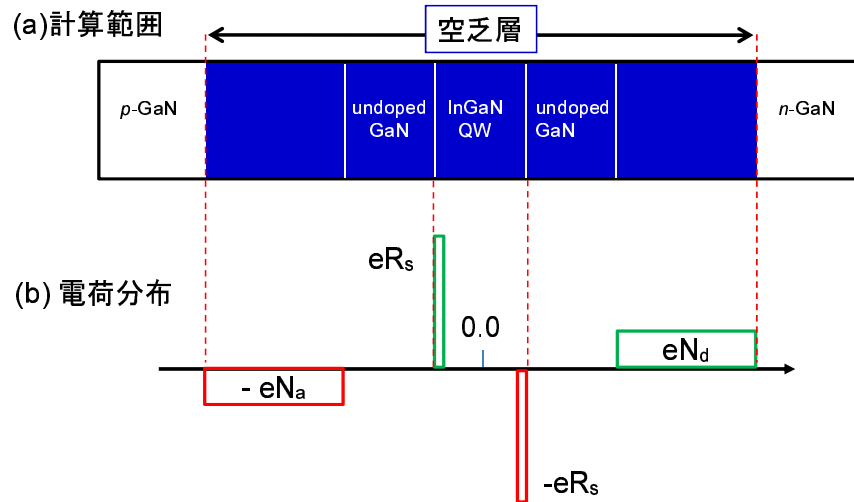 (a)計算範囲
空乏層
p-GaN
undoped
GaN
InGaN
QW
undoped
GaN
n-GaN
eRs
(b) 電荷分布
0.0
eNd
- eNa
-eRs